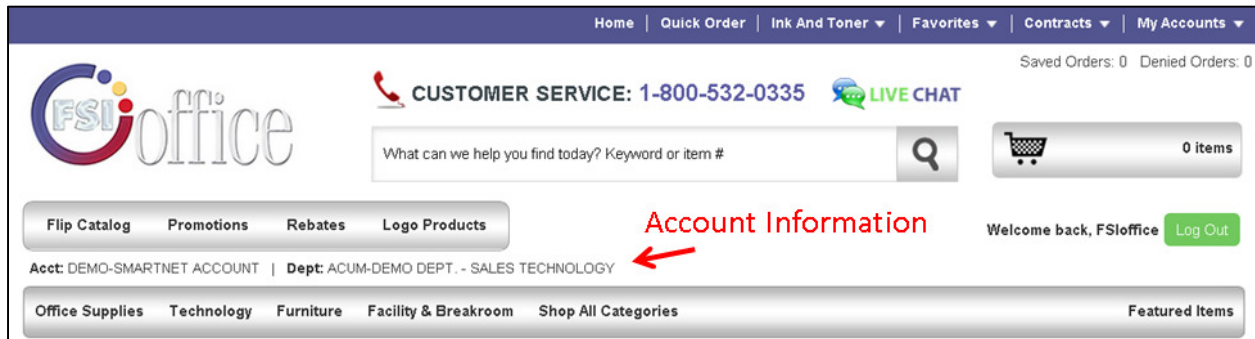 Home | Quick Order | Ink And Toner | Favorites | Contracts | My Accounts
Saved Orders: 0 Denied Orders: 0
FSI office
CUSTOMER SERVICE: 1-800-532-0335 LIVE CHAT
What can we help you find today? Keyword or item #
0 items
Flip Catalog Promotions Rebates Logo Products
Account Information
Welcome back, FSIoffice Log Out
Acct: DEMO-SMARTNET ACCOUNT | Dept: ACUM-DEMO DEPT. - SALES TECHNOLOGY
Office Supplies Technology Furniture Facility & Breakroom Shop All Categories Featured Items